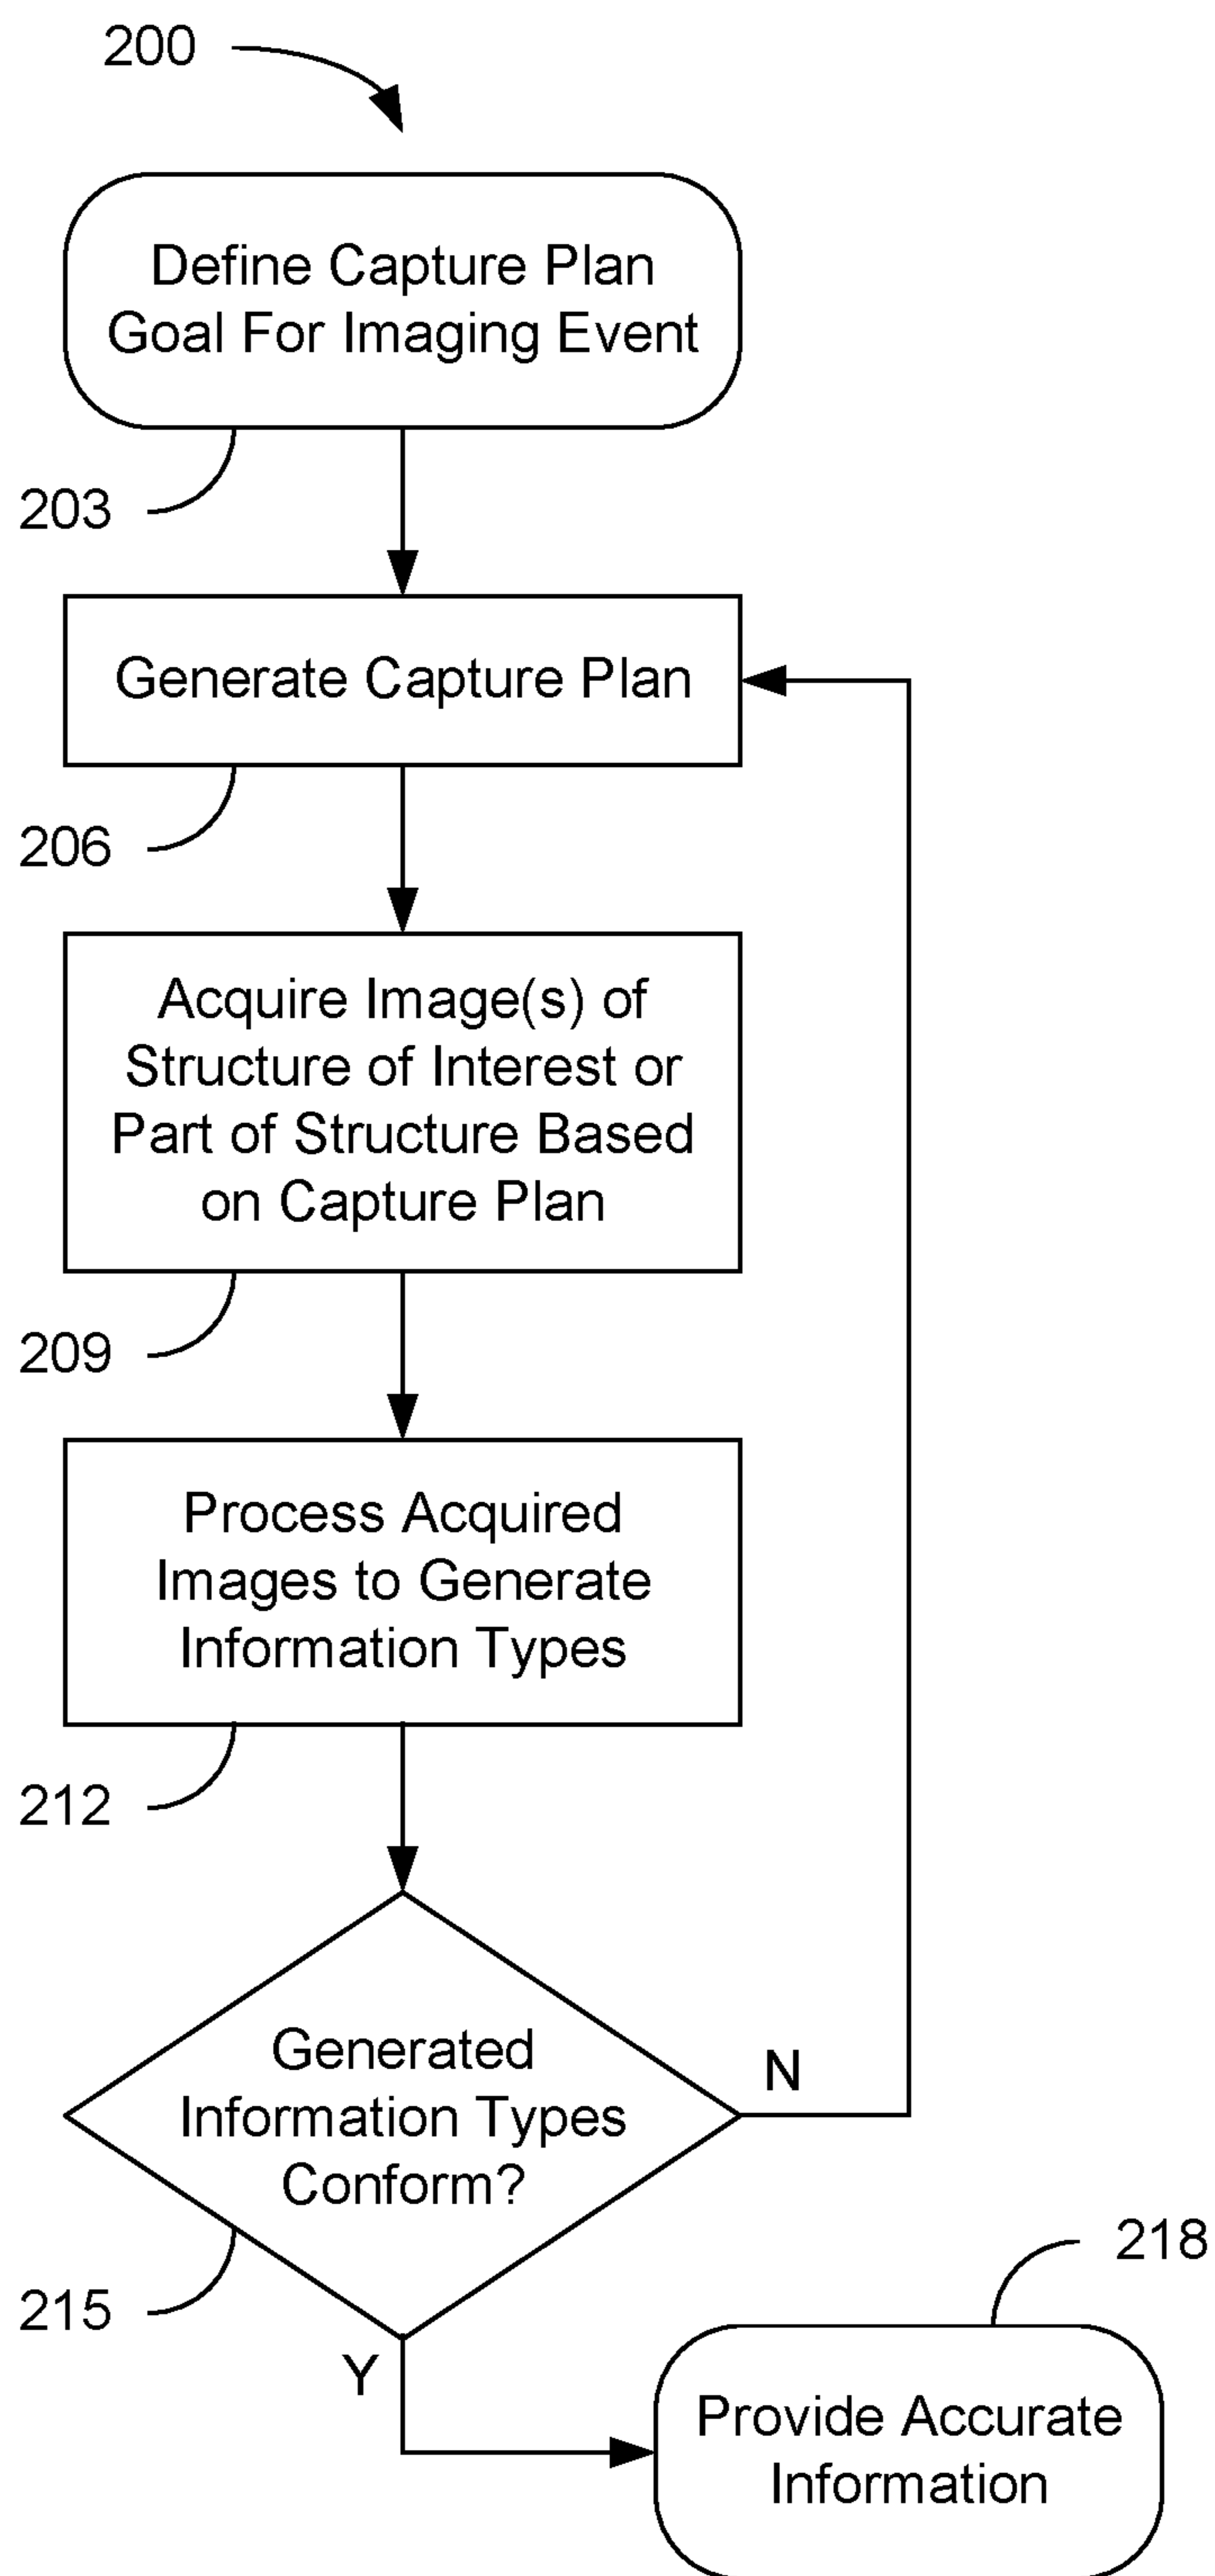 200
Define Capture Plan
Goal For Imaging Event
203
Generate Capture Plan
206
Acquire Image(s) of
Structure of Interest or
Part of Structure Based
on Capture Plan
209
Process Acquired
Images to Generate
Information Types
212
Generated
Information Types
Conform?
N
215
Y
218
Provide Accurate
Information